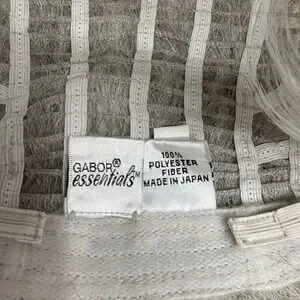 GABOR®
essentials™
100%
POLYESTER
FIBER
MADE IN JAPAN